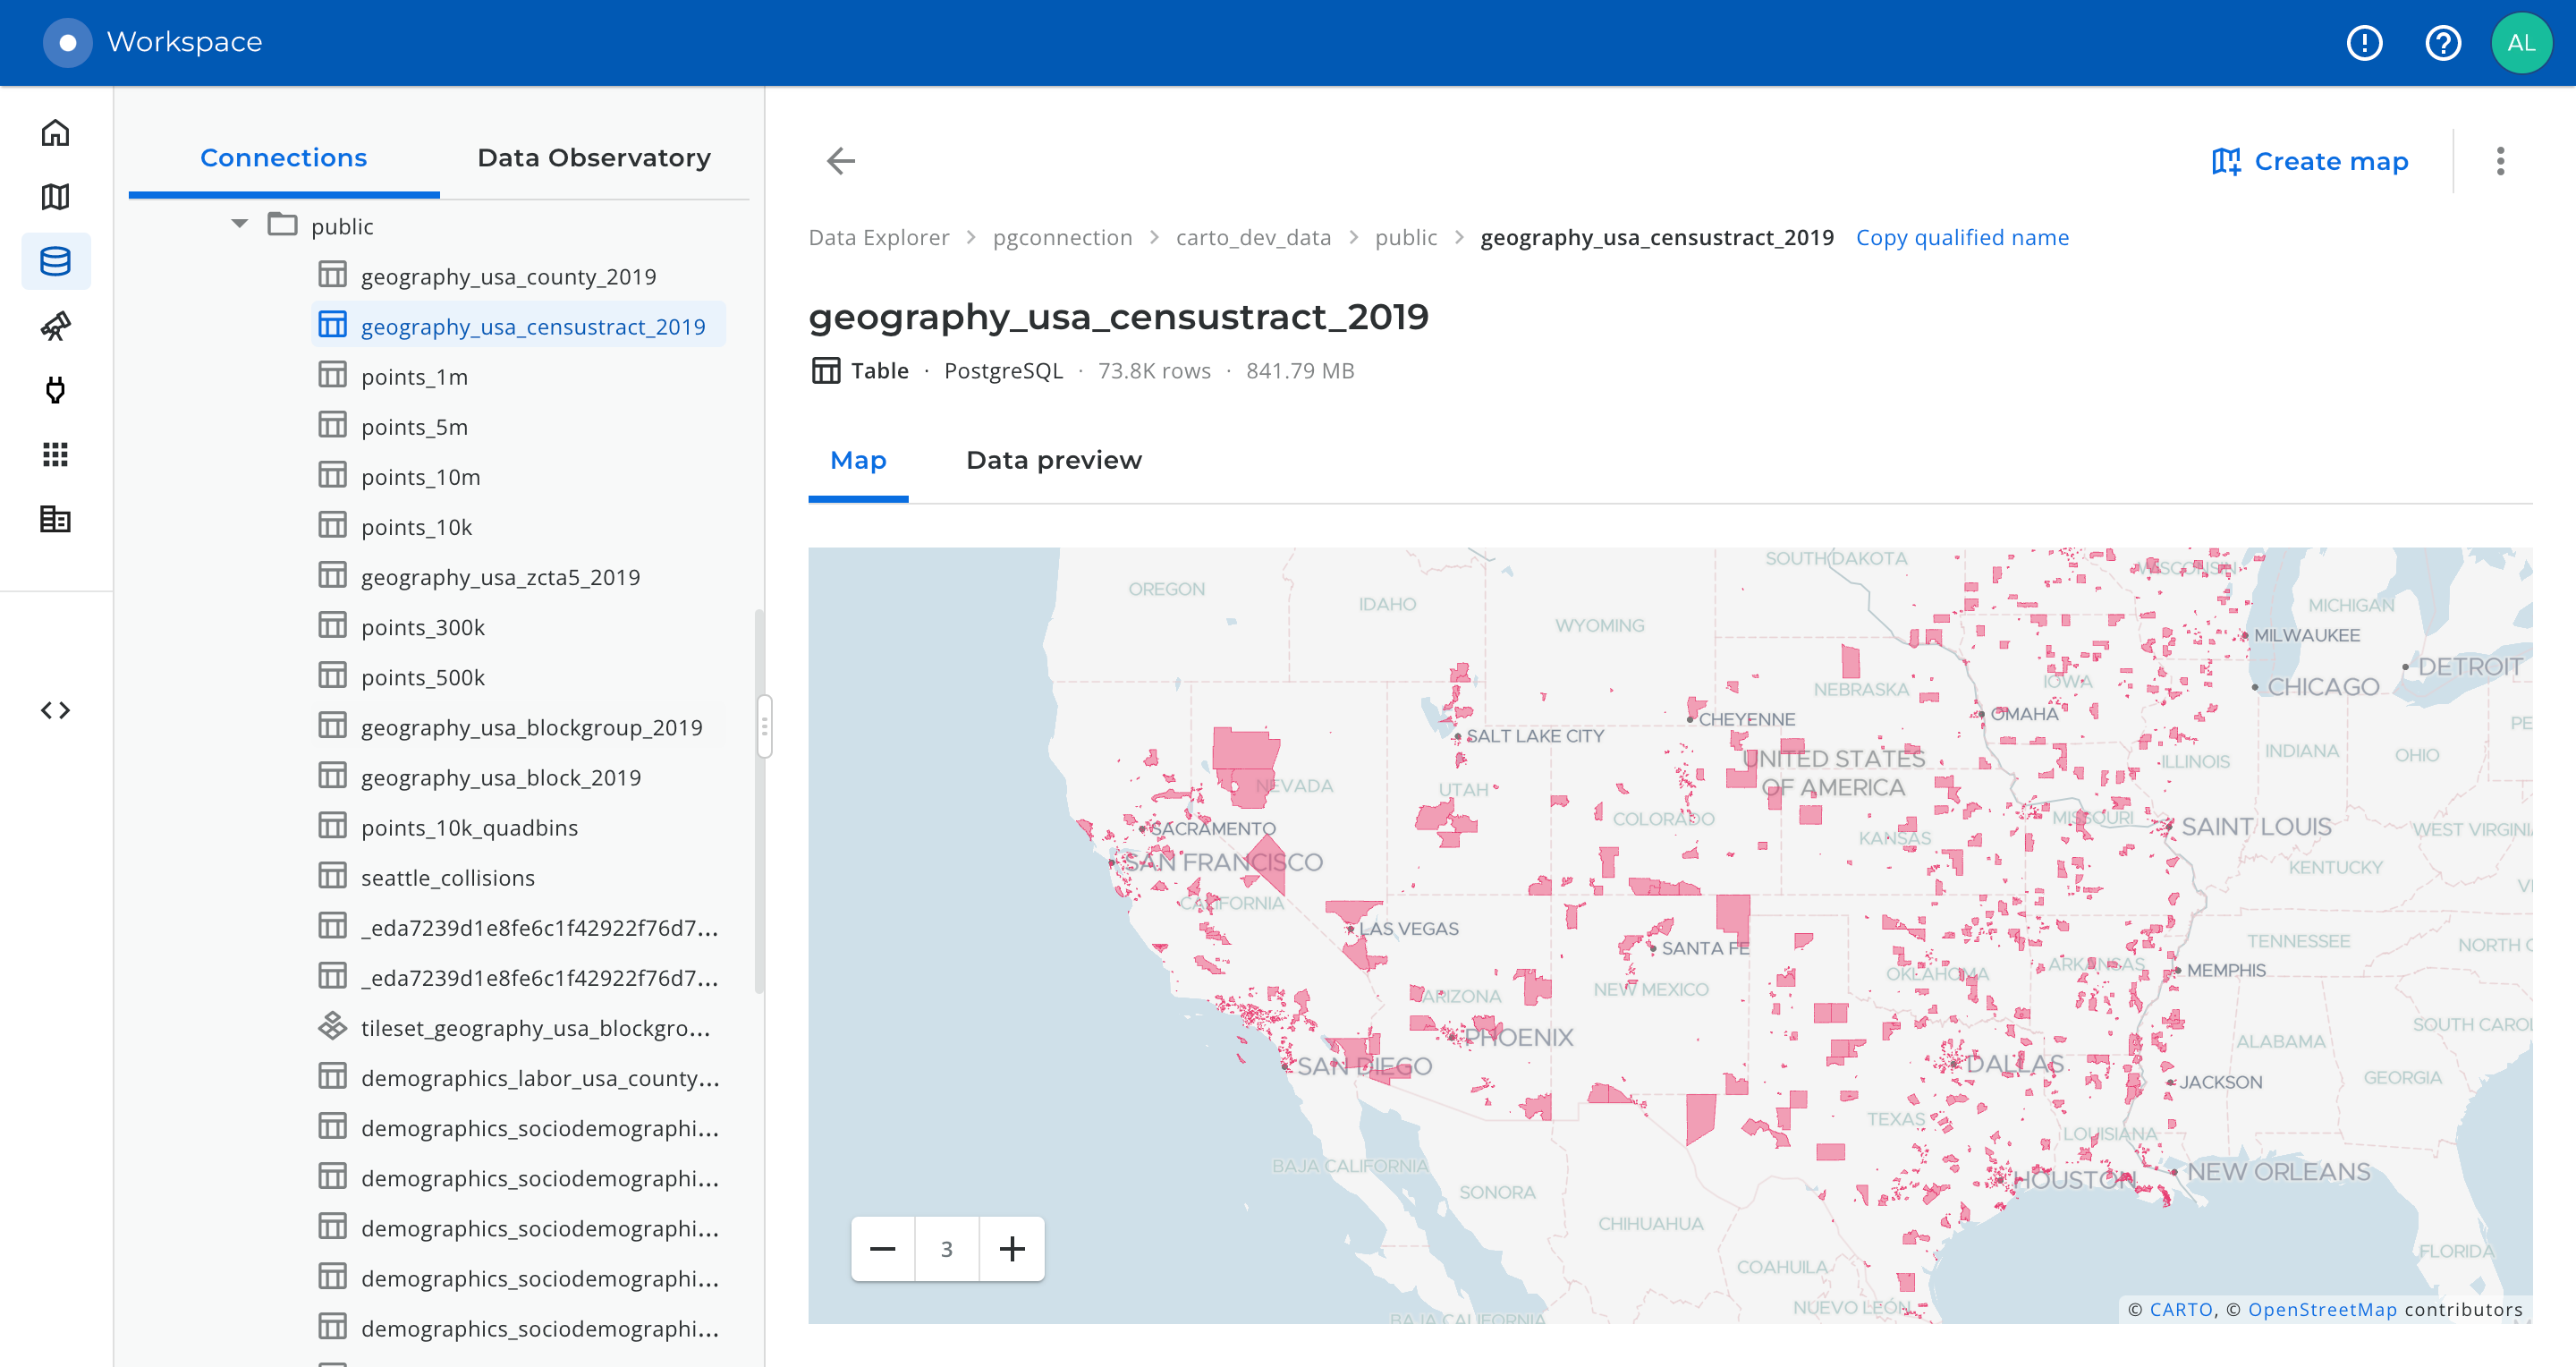 Workspace
AL
Connections
Data Observatory
public
geography_usa_county_2019
geography_usa_censustract_2019
points_1m
points_5m
points_10m
points_10k
geography_usa_zcta5_2019
points_300k
points_500k
geography_usa_blockgroup_2019
geography_usa_block_2019
points_10k_quadbins
seattle_collisions
_eda7239d1e8fe6c1f42922f76d7...
_eda7239d1e8fe6c1f42922f76d7...
tileset_geography_usa_blockgro...
demographics_labor_usa_county...
demographics_sociodemographi...
demographics_sociodemographi...
demographics_sociodemographi...
demographics_sociodemographi...
demographics_sociodemographi...
Create map
Data Explorer > pgconnection > carto_dev_data > public > geography_usa_censustract_2019 Copy qualified name
geography_usa_censustract_2019
Table · PostgreSQL · 73.8K rows · 841.79 MB
Map
Data preview
SOUTH DAKOTA
WISCONSIN
OREGON
IDAHO
MICHIGAN
WYOMING
MILWAUKEE
DETROIT
IOWA
CHICAGO
NEBRASKA
CHEYENNE
OMAHA
PE
SALT LAKE CITY
UNITED STATES
OF AMERICA
INDIANA
OHIO
ILLINOIS
NEVADA
UTAH
COLORADO
MISSOURI
SACRAMENTO
KANSAS
SAINT LOUIS
WEST VIRGINIA
SAN FRANCISCO
KENTUCKY
VI
CALIFORNIA
LAS VEGAS
SANTA FE
TENNESSEE
NORTH C
OKLAHOMA
ARKANSAS
MEMPHIS
ARIZONA
NEW MEXICO
PHOENIX
SOUTH CAROL
ALABAMA
SAN DIEGO
DALLAS
JACKSON
GEORGIA
TEXAS
LOUISIANA
BAJA CALIFORNIA
NEW ORLEANS
HOUSTON
SONORA
CHIHUAHUA
3
FLORIDA
COAHUILA
NUEVO LEÓN
BAJA CALIFORNIA
© CARTO, © OpenStreetMap contributors